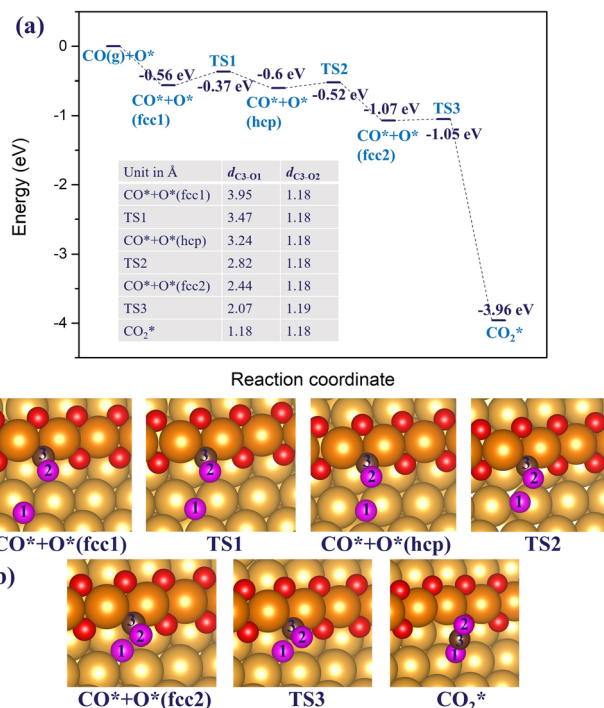 (a)
0
-1
-2
-3
-4
Energy (eV)
CO(g)+O*
-0.56 eV
CO*+O*
(fcc1)
TS1
-0.37 eV
-0.6 eV
CO*+O*
(hcp)
TS2
-0.52 eV
-1.07 eV
CO*+O*
(fcc2)
TS3
-1.05 eV
-3.96 eV
CO2*
Unit in Å dC3-O1 dC3-O2
CO*+O*(fcc1) 3.95 1.18
TS1 3.47 1.18
CO*+O*(hcp) 3.24 1.18
TS2 2.82 1.18
CO*+O*(fcc2) 2.44 1.18
TS3 2.07 1.19
CO2* 1.18 1.18
Reaction coordinate
3 2 1
3 2 1
3 2 1
3 2 1
CO*+O*(fcc1) TS1 CO*+O*(hcp) TS2
b)
3 2 1
3 2 1
2 3 1
CO*+O*(fcc2) TS3 CO2*